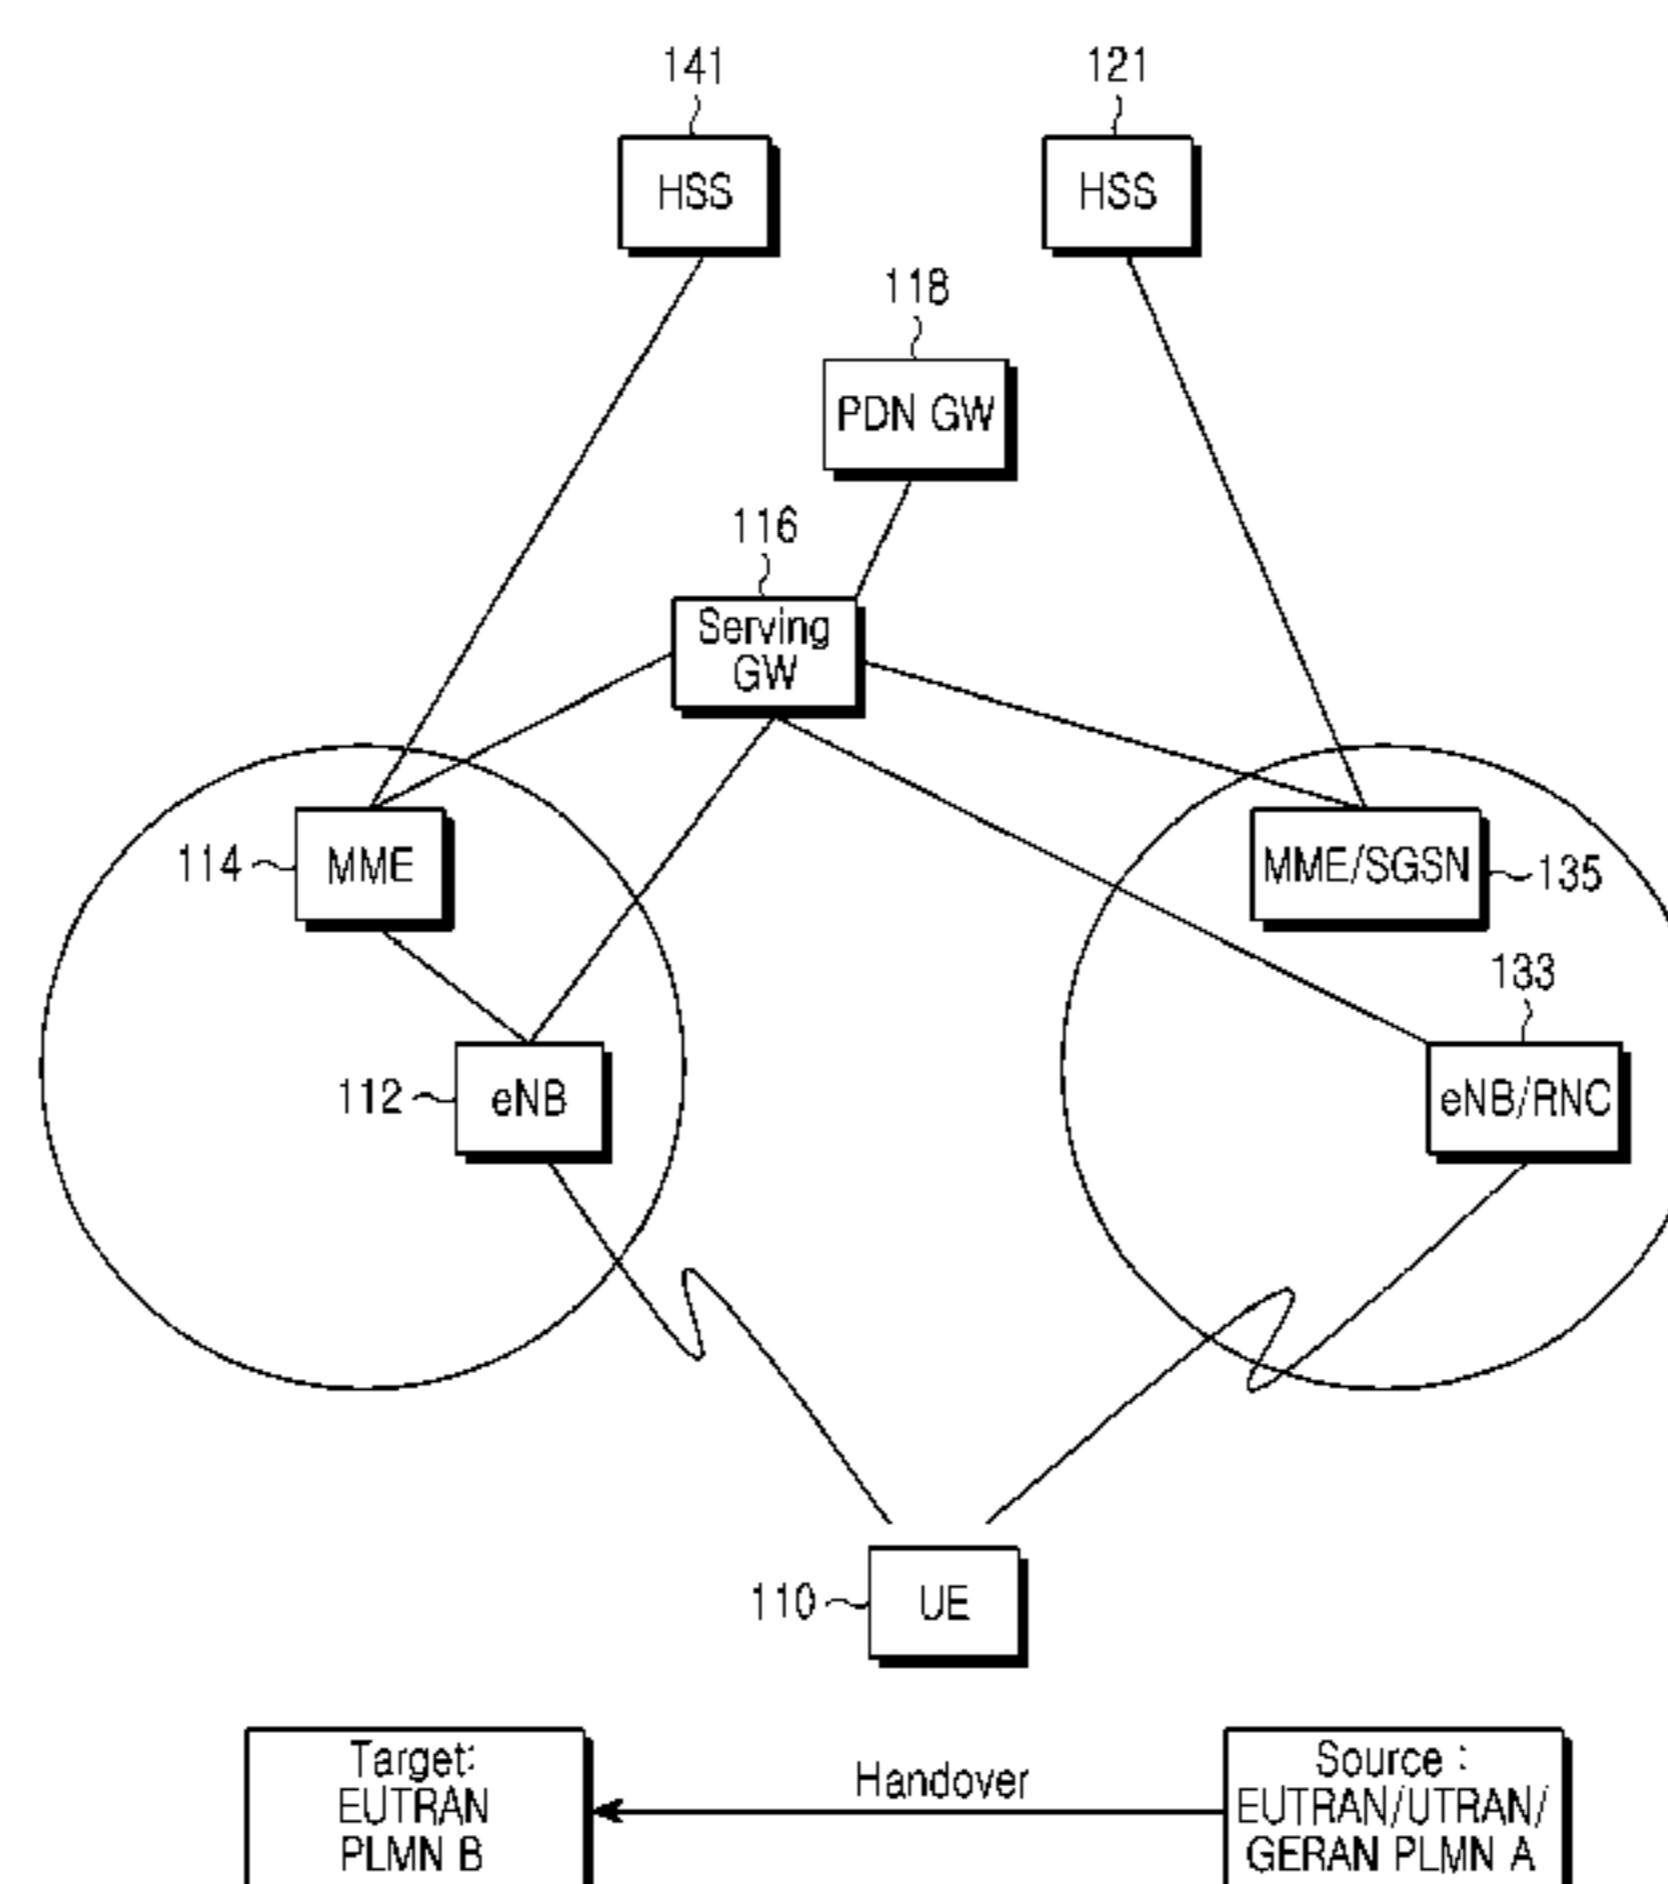 141
121
HSS
HSS
118
PDN GW
116
Serving
GW
114
MME
MME/SGSN
135
133
112
eNB
eNB/RNC
110
UE
Target:
EUTRAN
PLMN B
Handover
Source :
EUTRAN/UTRAN/
GERAN PLMN A